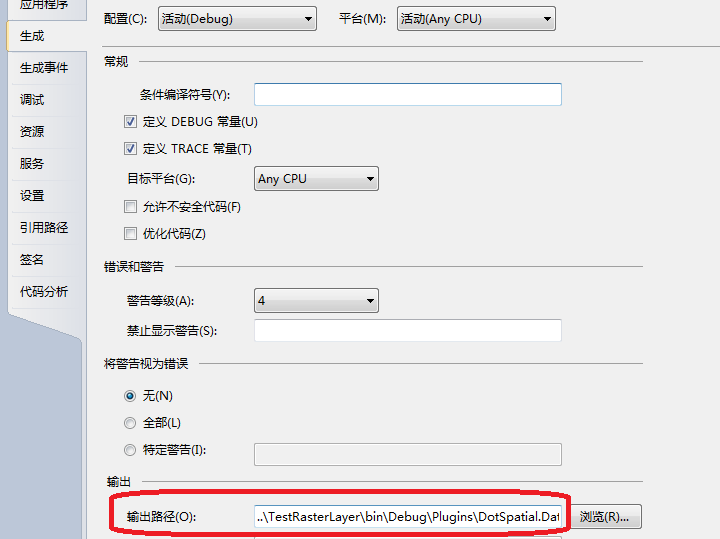 应用程序
生成
生成事件
调试
资源
服务
设置
引用路径
签名
代码分析
配置(C): 活动(Debug) 平台(M): 活动(Any CPU)
常规
条件编译符号(Y):
定义 DEBUG 常量(U)
定义 TRACE 常量(T)
目标平台(G): Any CPU
允许不安全代码(F)
优化代码(Z)
错误和警告
警告等级(A): 4
禁止显示警告(S):
将警告视为错误
无(N)
全部(L)
特定警告(I):
输出
输出路径(O): ..\TestRasterLayer\bin\Debug\Plugins\DotSpatial.Dat 浏览(R)...